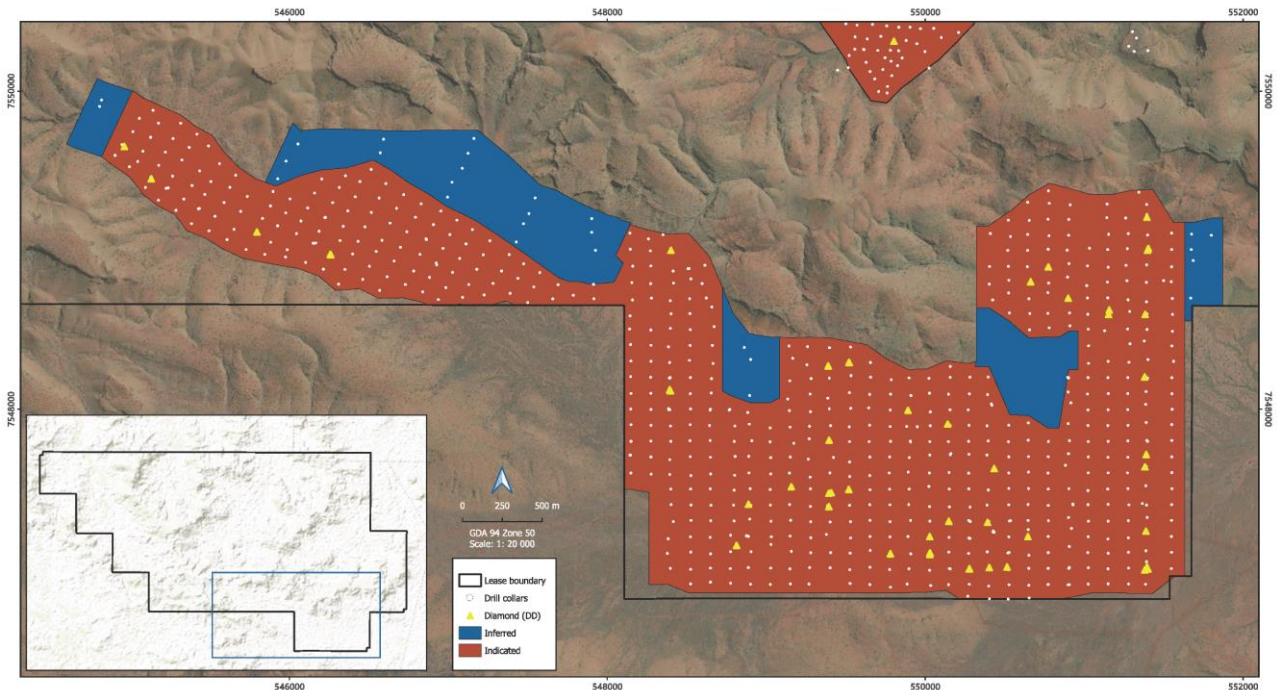 546000
548000
550000
552000
7550000
7550000
7548000
7548000
0 250 500 m
GDA 94 Zone 50
Scale: 1: 20 000
Lease boundary
Drill collars
Diamond (DD)
Inferred
Indicated
546000
548000
550000
552000